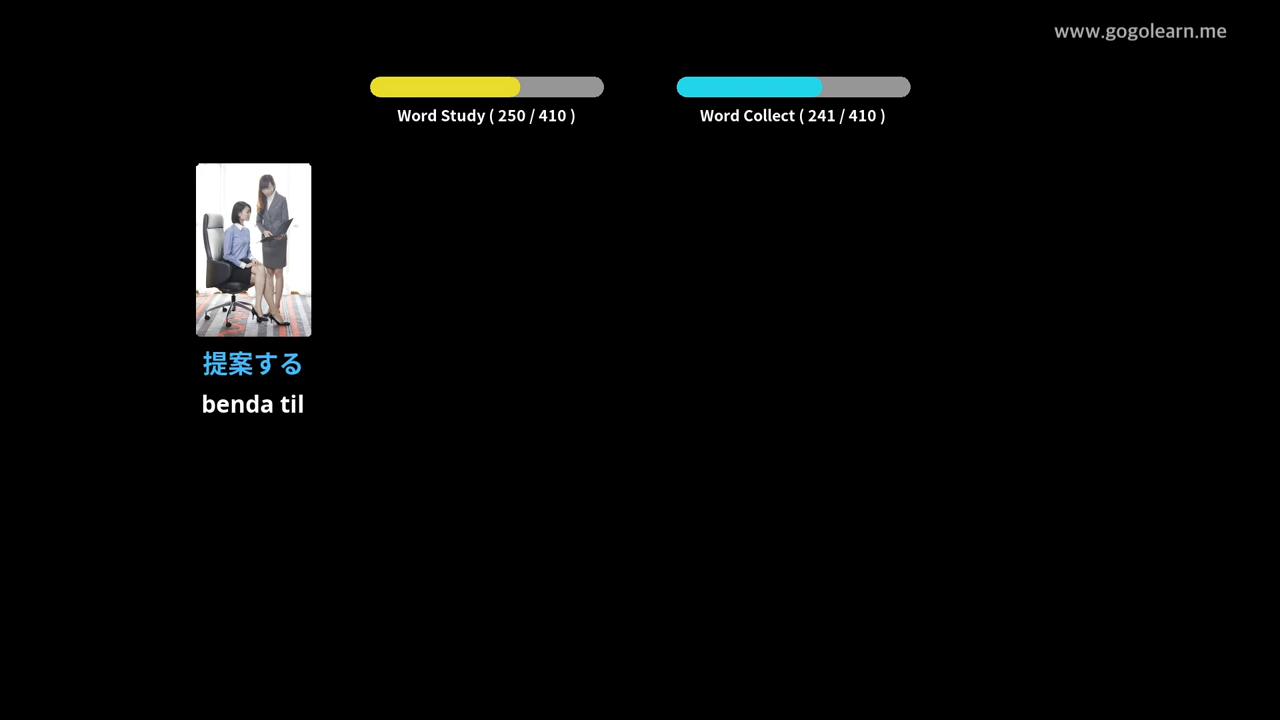 www.gogolearn.me
Word Study ( 250 / 410 )
Word Collect ( 241 / 410 )
提案する
benda til